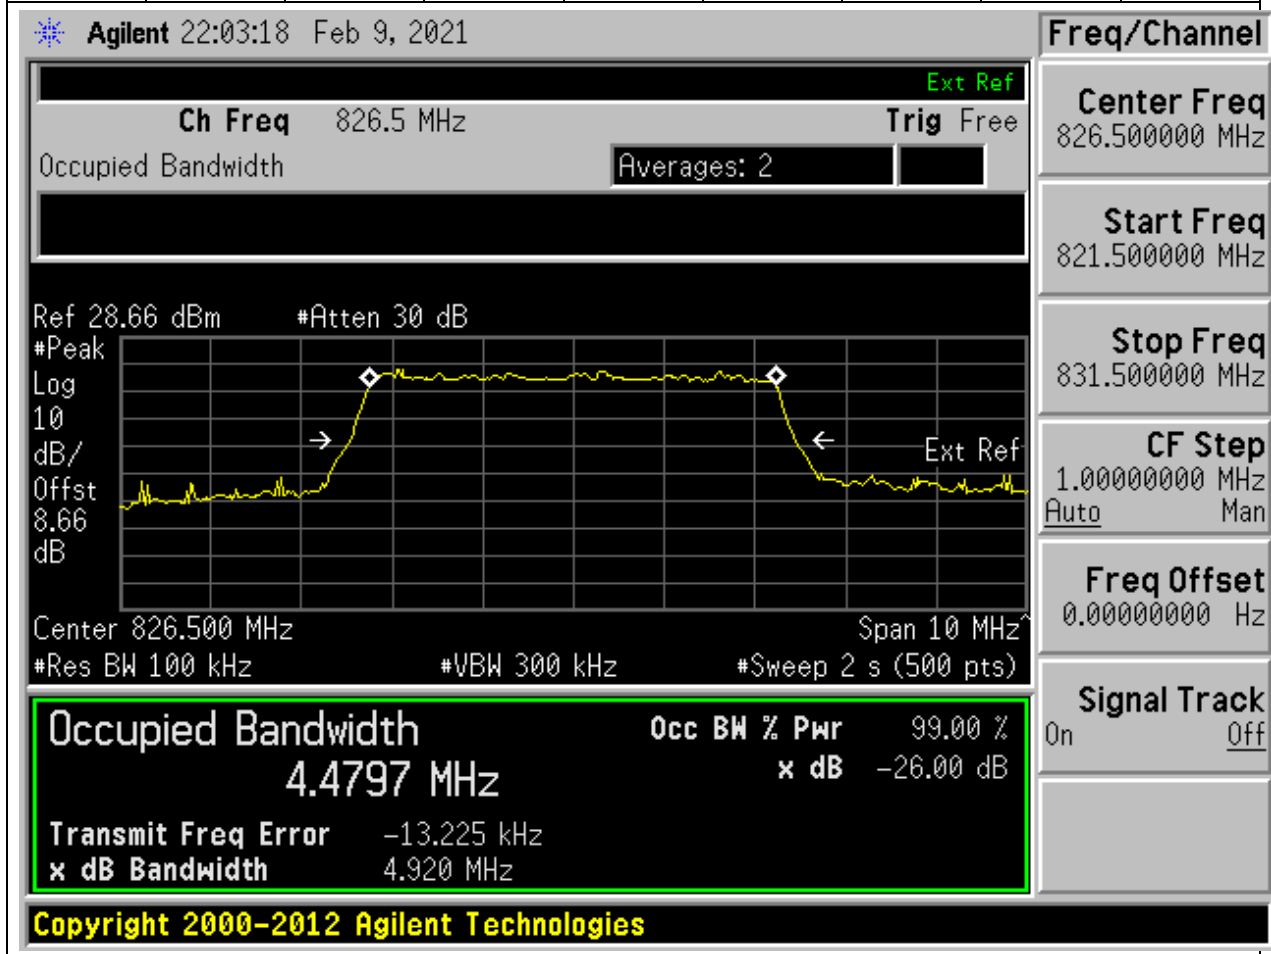 Agilent 22:03:18 Feb 9, 2021
Freq/Channel
Ext Ref
Ch Freq 826.5 MHz Trig Free
Occupied Bandwidth Averages: 2
Ref 28.66 dBm #Atten 30 dB
#Peak
Log
10
dB/
Offst
8.66
dB
Ext Ref
Center 826.500 MHz Span 10 MHz^
#Res BW 100 kHz #VBW 300 kHz #Sweep 2 s (500 pts)
Occupied Bandwidth
4.4797 MHz
Occ BW % Pwr 99.00 %
x dB -26.00 dB
Transmit Freq Error -13.225 kHz
x dB Bandwidth 4.920 MHz
Copyright 2000-2012 Agilent Technologies
Center Freq
826.500000 MHz
Start Freq
821.500000 MHz
Stop Freq
831.500000 MHz
CF Step
1.00000000 MHz
Auto Man
Freq Offset
0.00000000 Hz
Signal Track
On Off